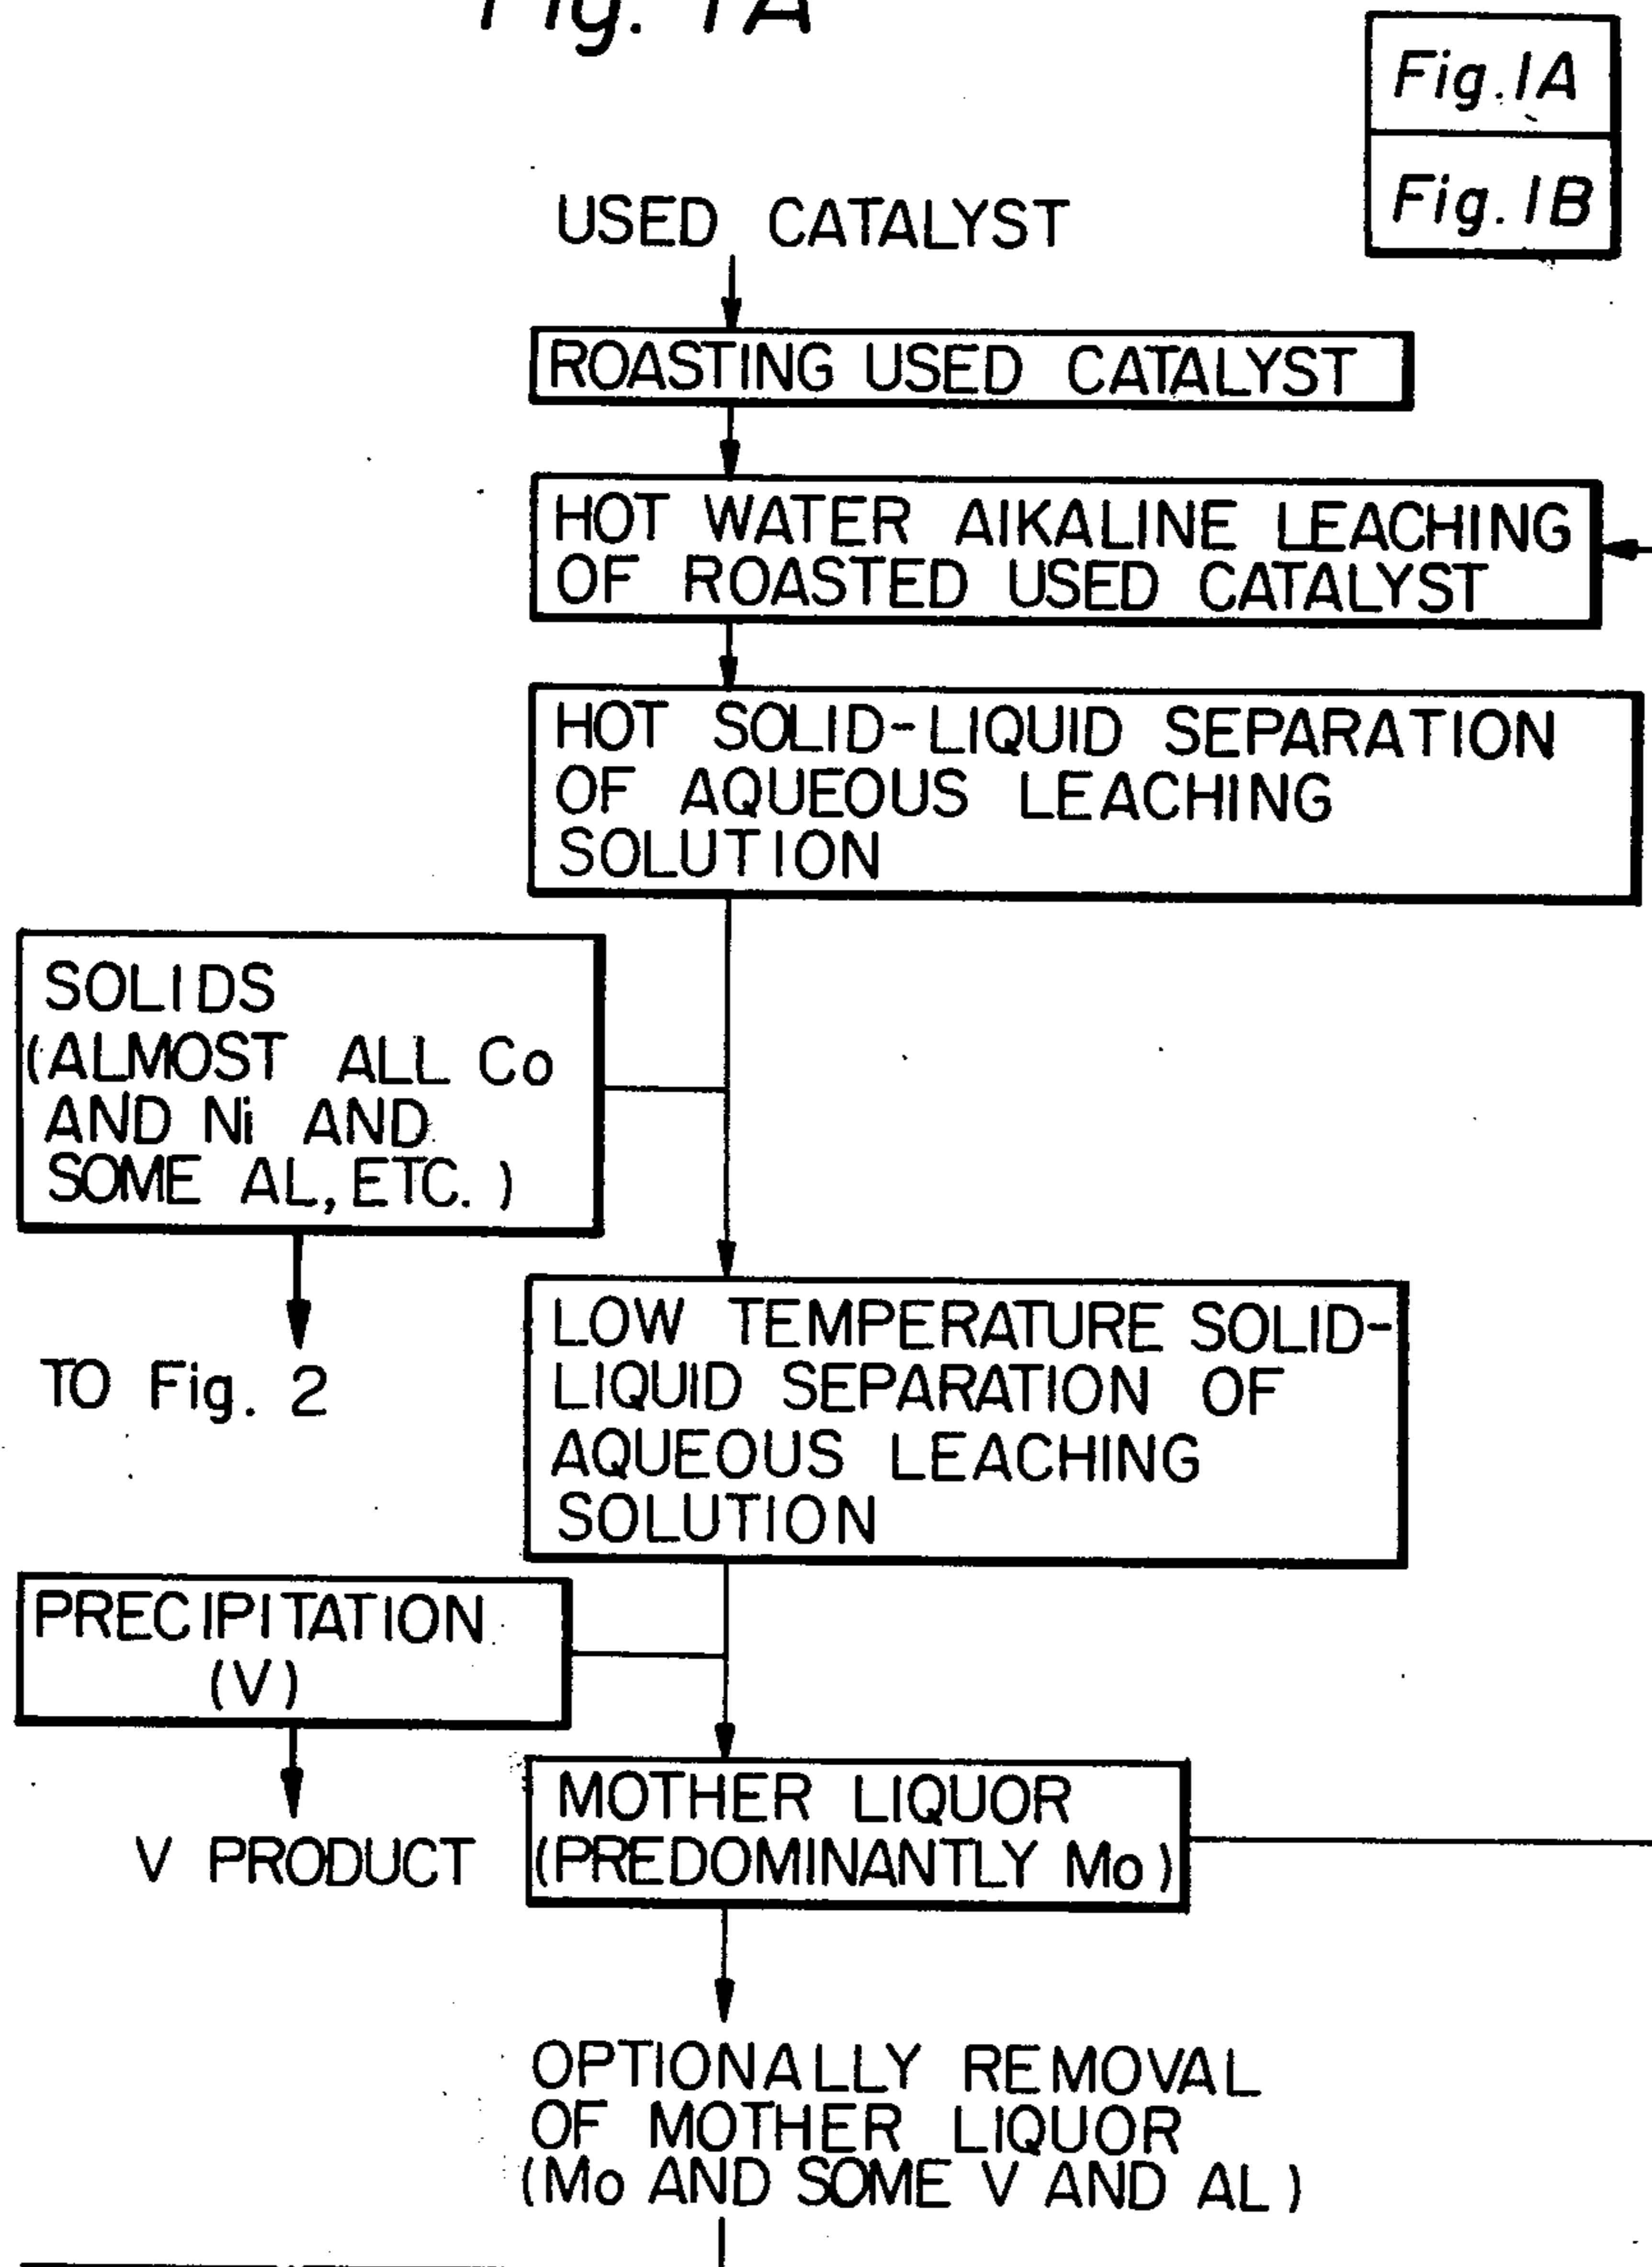 Fig. 1A
Fig.1A
Fig.1B
USED CATALYST
ROASTING USED CATALYST
HOT WATER AIKALINE LEACHING
OF ROASTED USED CATALYST
HOT SOLID-LIQUID SEPARATION
OF AQUEOUS LEACHING
SOLUTION
SOLIDS
(ALMOST ALL Co
AND Ni AND
SOME AL, ETC.)
TO Fig. 2
LOW TEMPERATURE SOLID-
LIQUID SEPARATION OF
AQUEOUS LEACHING
SOLUTION
PRECIPITATION
(V)
V PRODUCT
MOTHER LIQUOR
(PREDOMINANTLY Mo)
OPTIONALLY REMOVAL
OF MOTHER LIQUOR
(Mo AND SOME V AND AL)